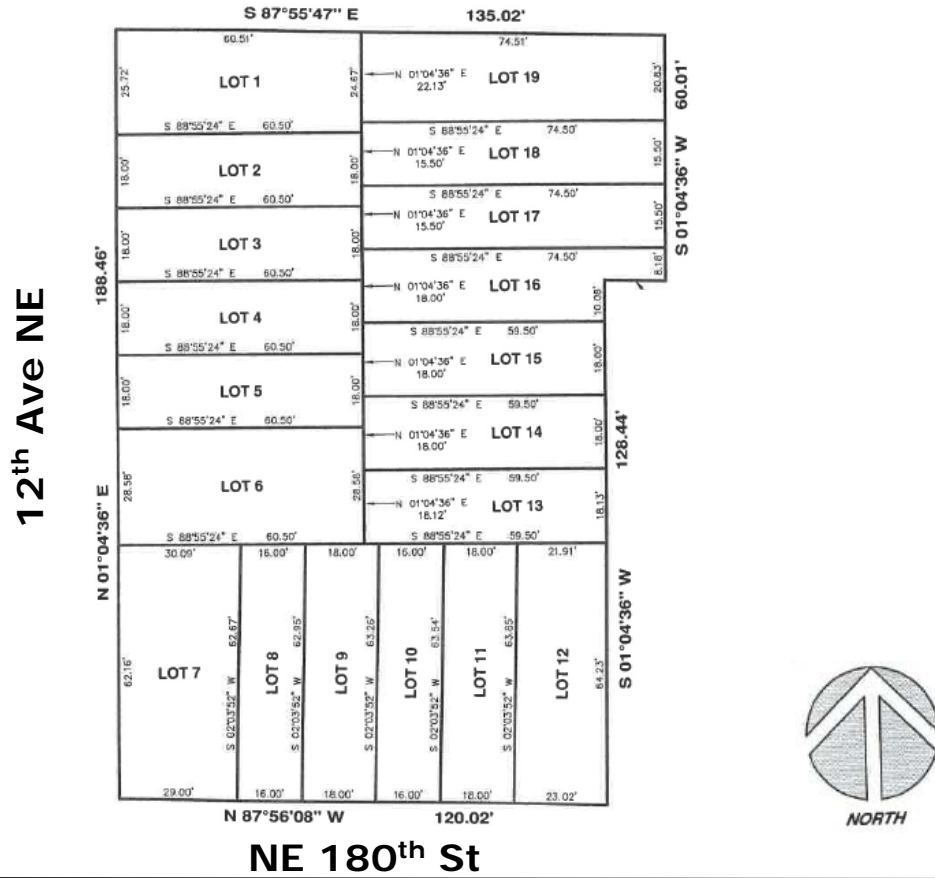 S 87°55'47" E 135.02'
60.51' 74.51'
25.72' LOT 1 24.67' N 01°04'36" E LOT 19 20.83' 60.01'
22.13'
S 88°55'24" E 60.50' S 88°55'24" E 74.50'
18.00' LOT 2 18.00' N 01°04'36" E LOT 18 15.50'
15.50'
S 88°55'24" E 60.50' S 88°55'24" E 74.50'
18.00' LOT 3 18.00' N 01°04'36" E LOT 17 15.50' S 01°04'36" W
15.50'
S 88°55'24" E 60.50' S 88°55'24" E 74.50'
188.46'
18.00' LOT 4 18.00' N 01°04'36" E LOT 16 8.18'
18.00' 10.08'
S 88°55'24" E 60.50' S 88°55'24" E 59.50'
12th Ave NE
18.00' LOT 5 18.00' N 01°04'36" E LOT 15 18.00'
18.00'
S 88°55'24" E 60.50' S 88°55'24" E 59.50'
N 01°04'36" E LOT 14 18.00' 128.44'
18.00'
28.58' LOT 6 28.58' S 88°55'24" E 59.50'
N 01°04'36" E LOT 13 18.13'
18.12'
N 01°04'36" E
S 88°55'24" E 60.50' S 88°55'24" E 59.50'
30.09' 16.00' 18.00' 16.00' 18.00' 21.91'
62.16' LOT 7 S 02°03'52" W 62.67' LOT 8 S 02°03'52" W 62.95' LOT 9 S 02°03'52" W 63.26' LOT 10 S 02°03'52" W 63.54' LOT 11 S 02°03'52" W 63.85' LOT 12 64.23' S 01°04'36" W
29.00' 16.00' 18.00' 16.00' 18.00' 23.02'
N 87°56'08" W 120.02'
NE 180th St
NORTH